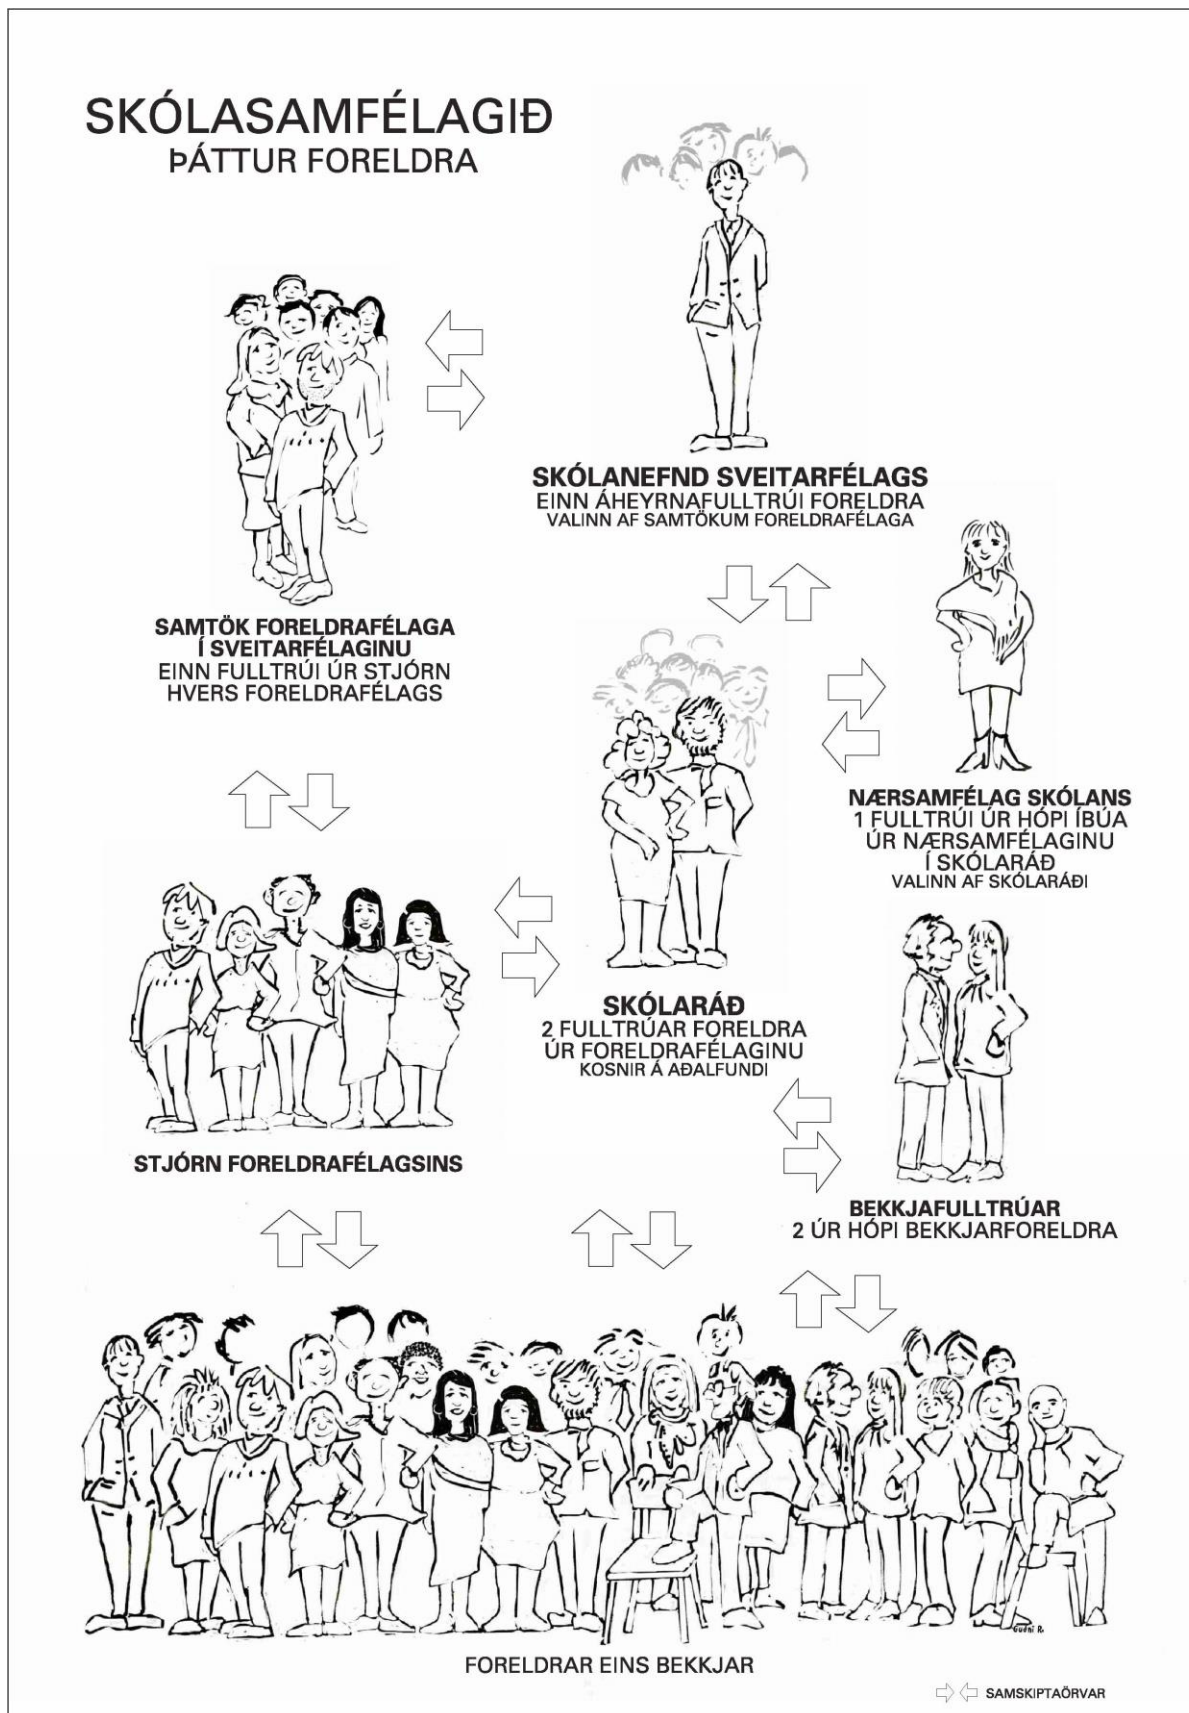 SKÓLASAMFÉLAGIÐ
ÞÁTTUR FORELDRA
SKÓLANEFND SVEITARFÉLAGS
EINN ÁHEYRNAFULLTRÚI FORELDRA
VALINN AF SAMTÖKUM FORELDRAFÉLAGA
SAMTÖK FORELDRAFÉLAGA
Í SVEITARFÉLAGINU
EINN FULLTRÚI ÚR STJÓRN
HVERS FORELDRAFÉLAGS
NÆRSAMFÉLAG SKÓLANS
1 FULLTRÚI ÚR HÓPI ÍBÚA
ÚR NÆRSAMFÉLAGINU
Í SKÓLARÁÐ
VALINN AF SKÓLARÁÐI
SKÓLARÁÐ
2 FULLTRÚAR FORELDRA
ÚR FORELDRAFÉLAGINU
KOSNIR Á AÐALFUNDI
STJÓRN FORELDRAFÉLAGSINS
BEKKJAFULLTRÚAR
2 ÚR HÓPI BEKKJARFORELDRA
Guðni R.
FORELDRAR EINS BEKKJAR
SAMSKIPTAÖRVAR